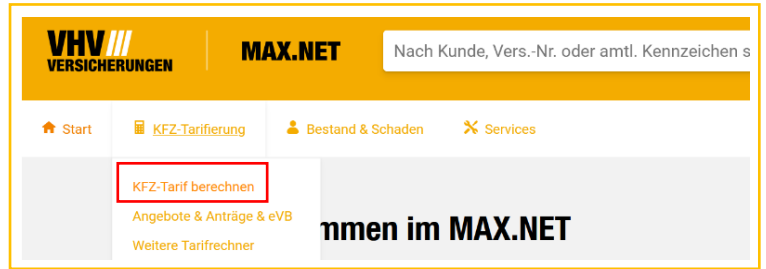 VHV ///
VERSICHERUNGEN
MAX.NET
Nach Kunde, Vers.-Nr. oder amtl. Kennzeichen s
Start KFZ-Tarifierung Bestand & Schaden Services
KFZ-Tarif berechnen
Angebote & Anträge & eVB
Weitere Tarifrechner
mmen im MAX.NET